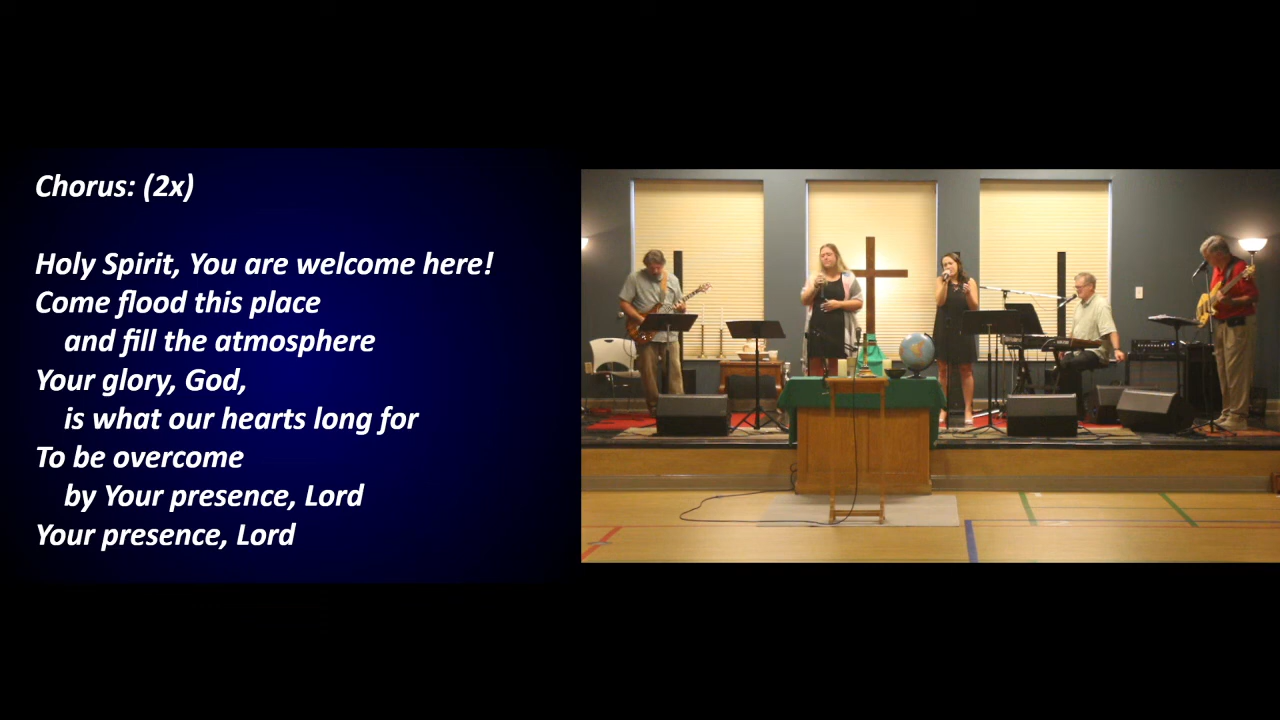 Chorus: (2x)
Holy Spirit, You are welcome here!
Come flood this place
and fill the atmosphere
Your glory, God,
is what our hearts long for
To be overcome
by Your presence, Lord
Your presence, Lord